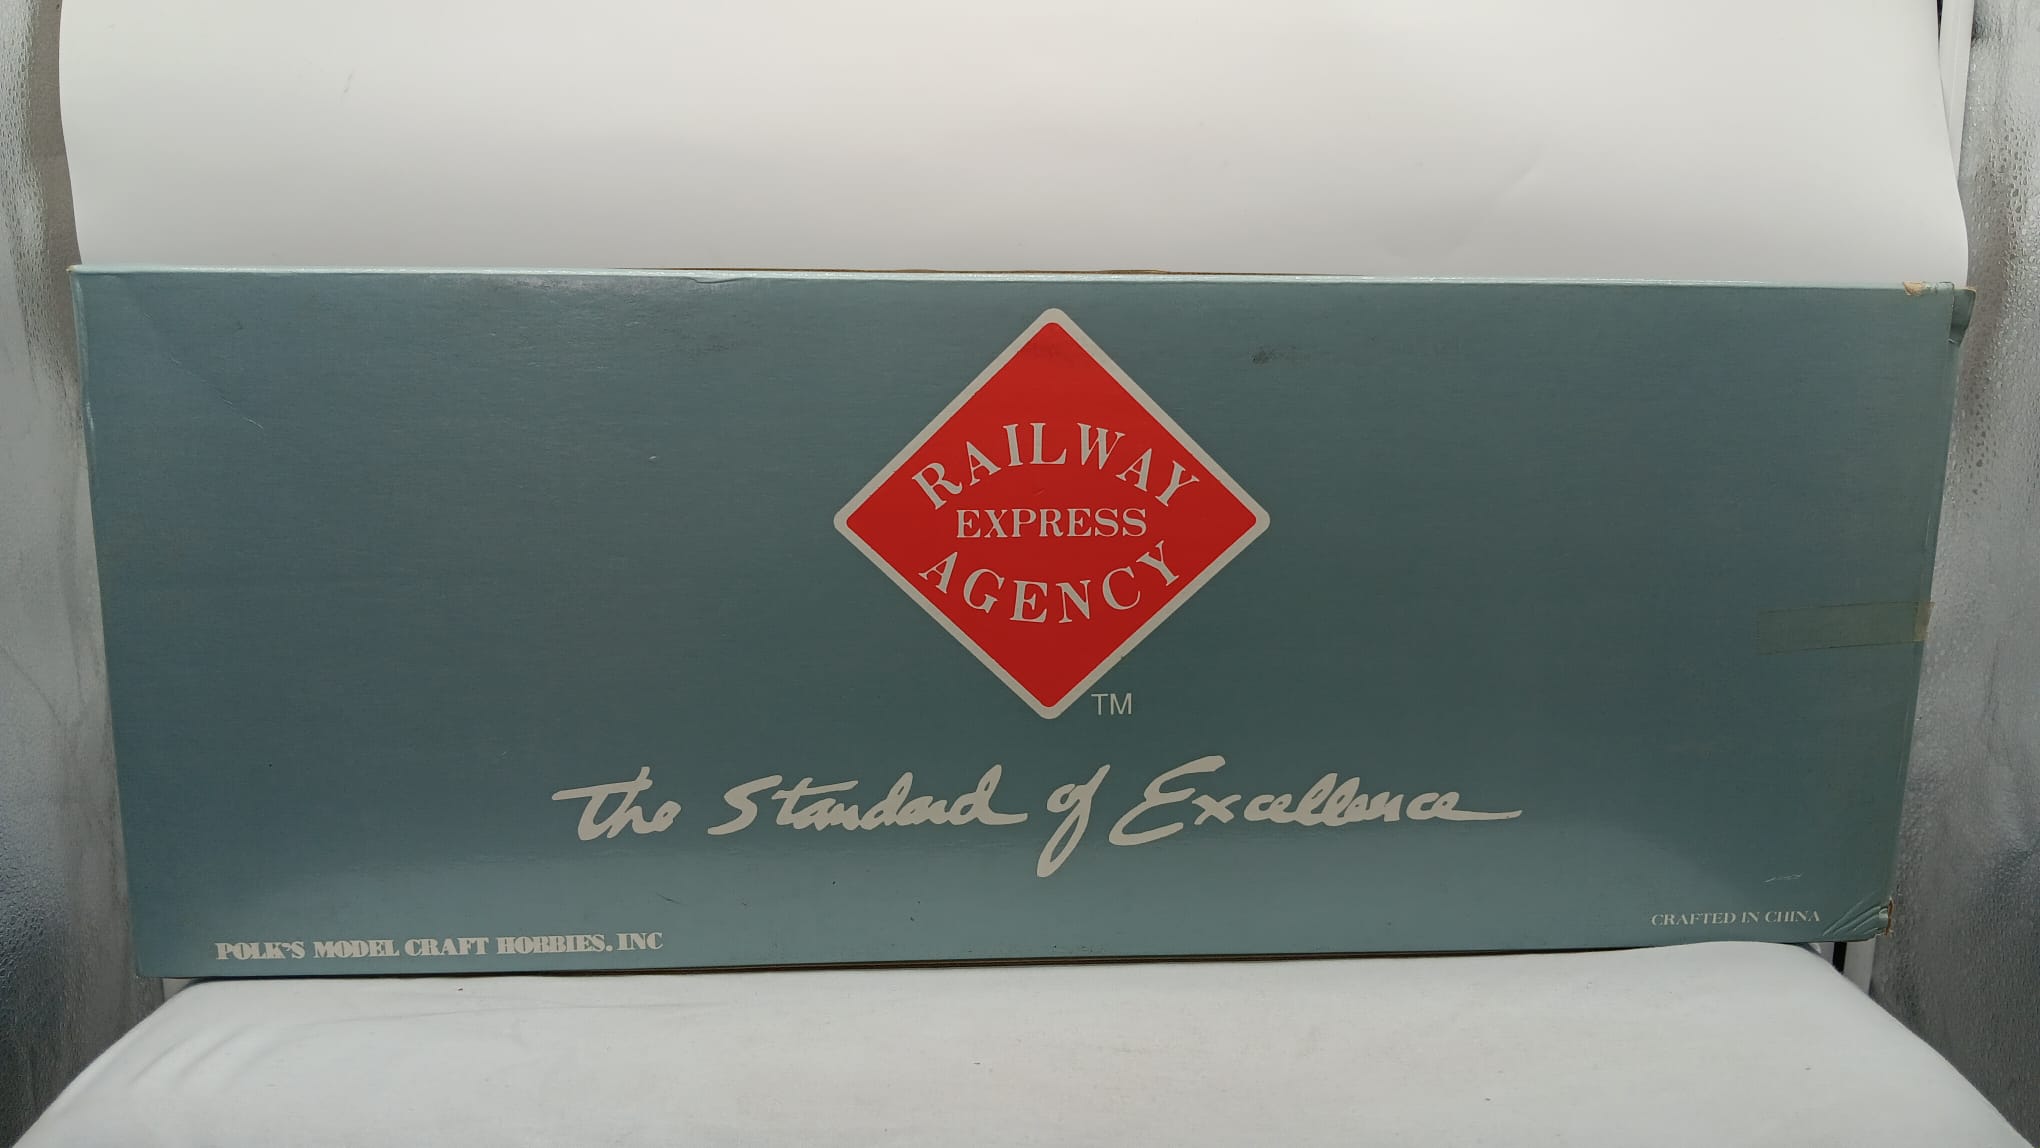 RAILWAY
EXPRESS
AGENCY
TM
The Standard of Excellence
POLK'S MODEL CRAFT HOBBIES. INC
CRAFTED IN CHINA